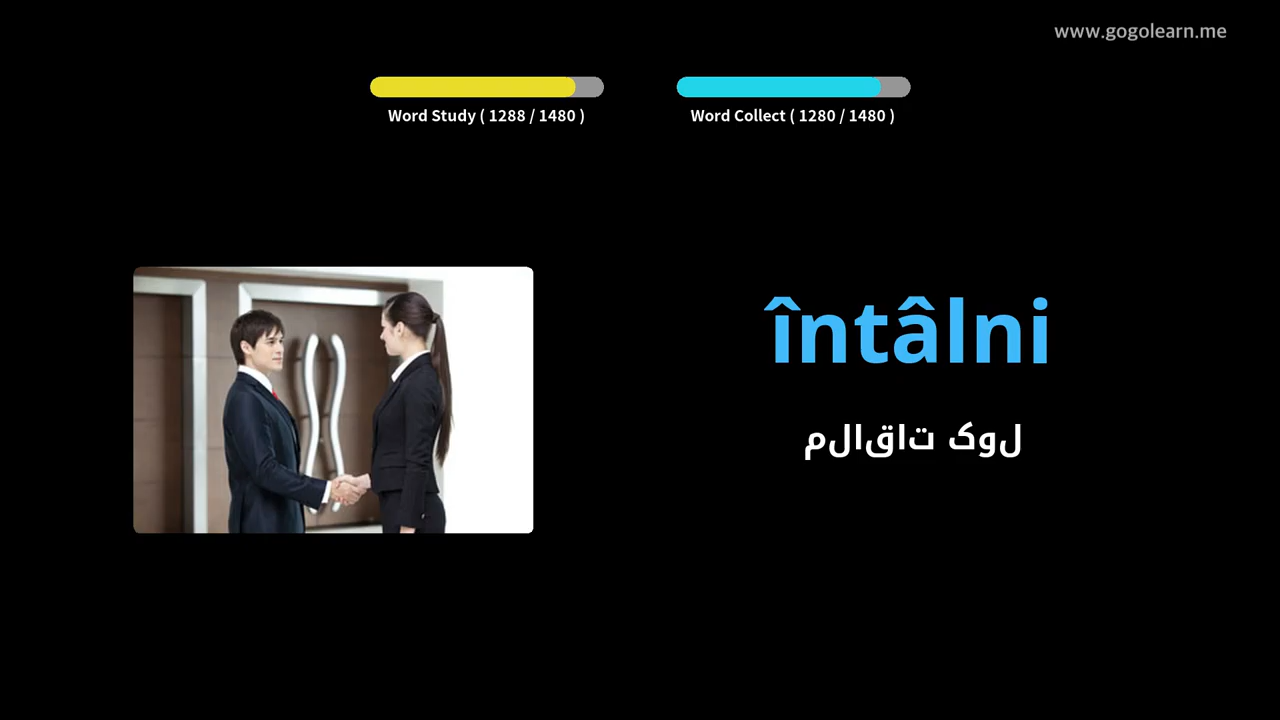 www.gogolearn.me
Word Study ( 1288 / 1480 )
Word Collect ( 1280 / 1480 )
întâlni
ملاقات کول